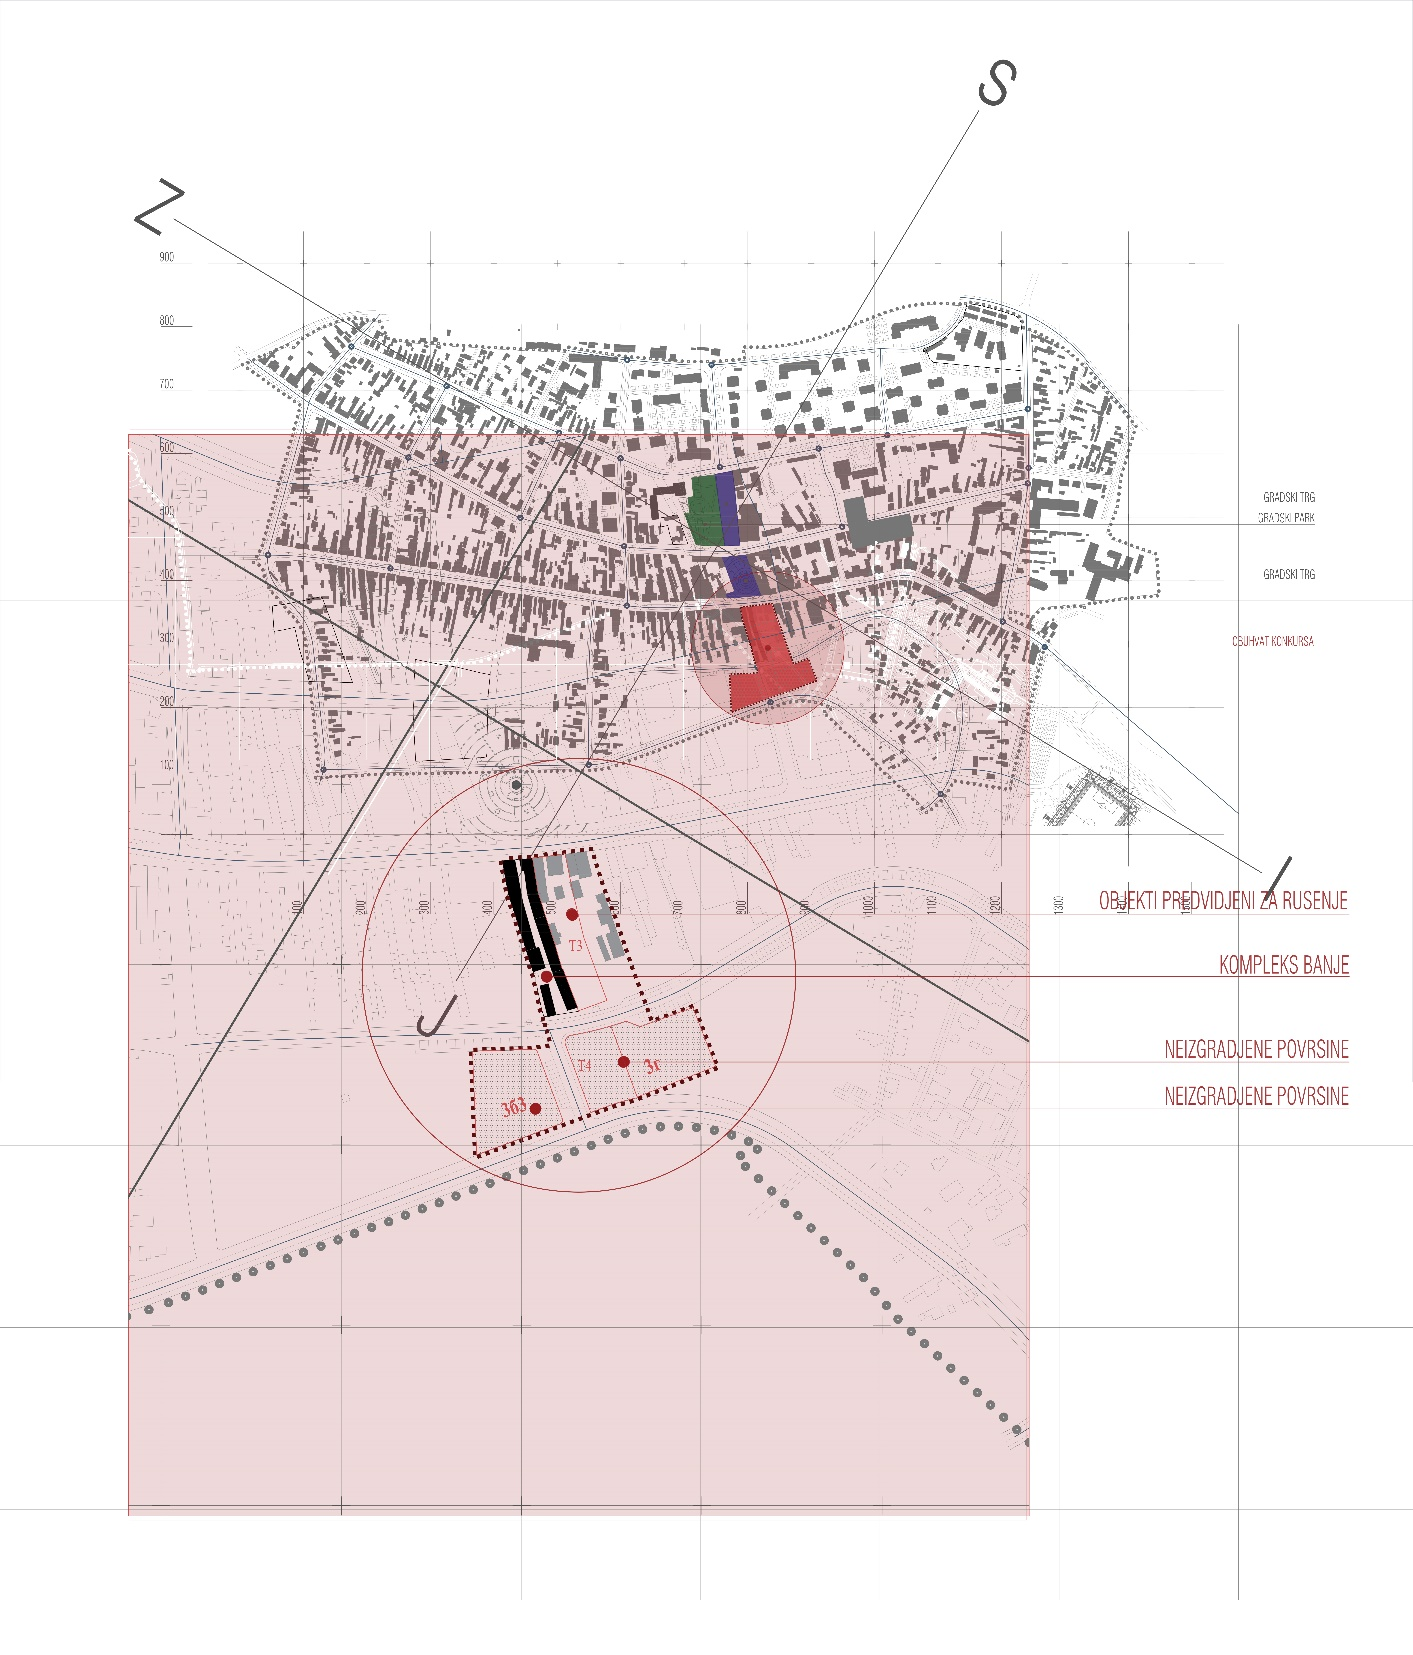 S
Z
900
800
700
600
500
GRADSKI TRG
GRADSKI PARK
400
GRADSKI TRG
300
OBUHVAT KONKURSA
200
100
I
OBJEKTI PREDVIDJENI ZA RUSENJE
100
200
300
400
500
700
800
900
1000
1100
1200
1300
T3
KOMPLEKS BANJE
J
NEIZGRADJENE POVRSINE
T4
3г
363
NEIZGRADJENE POVRSINE